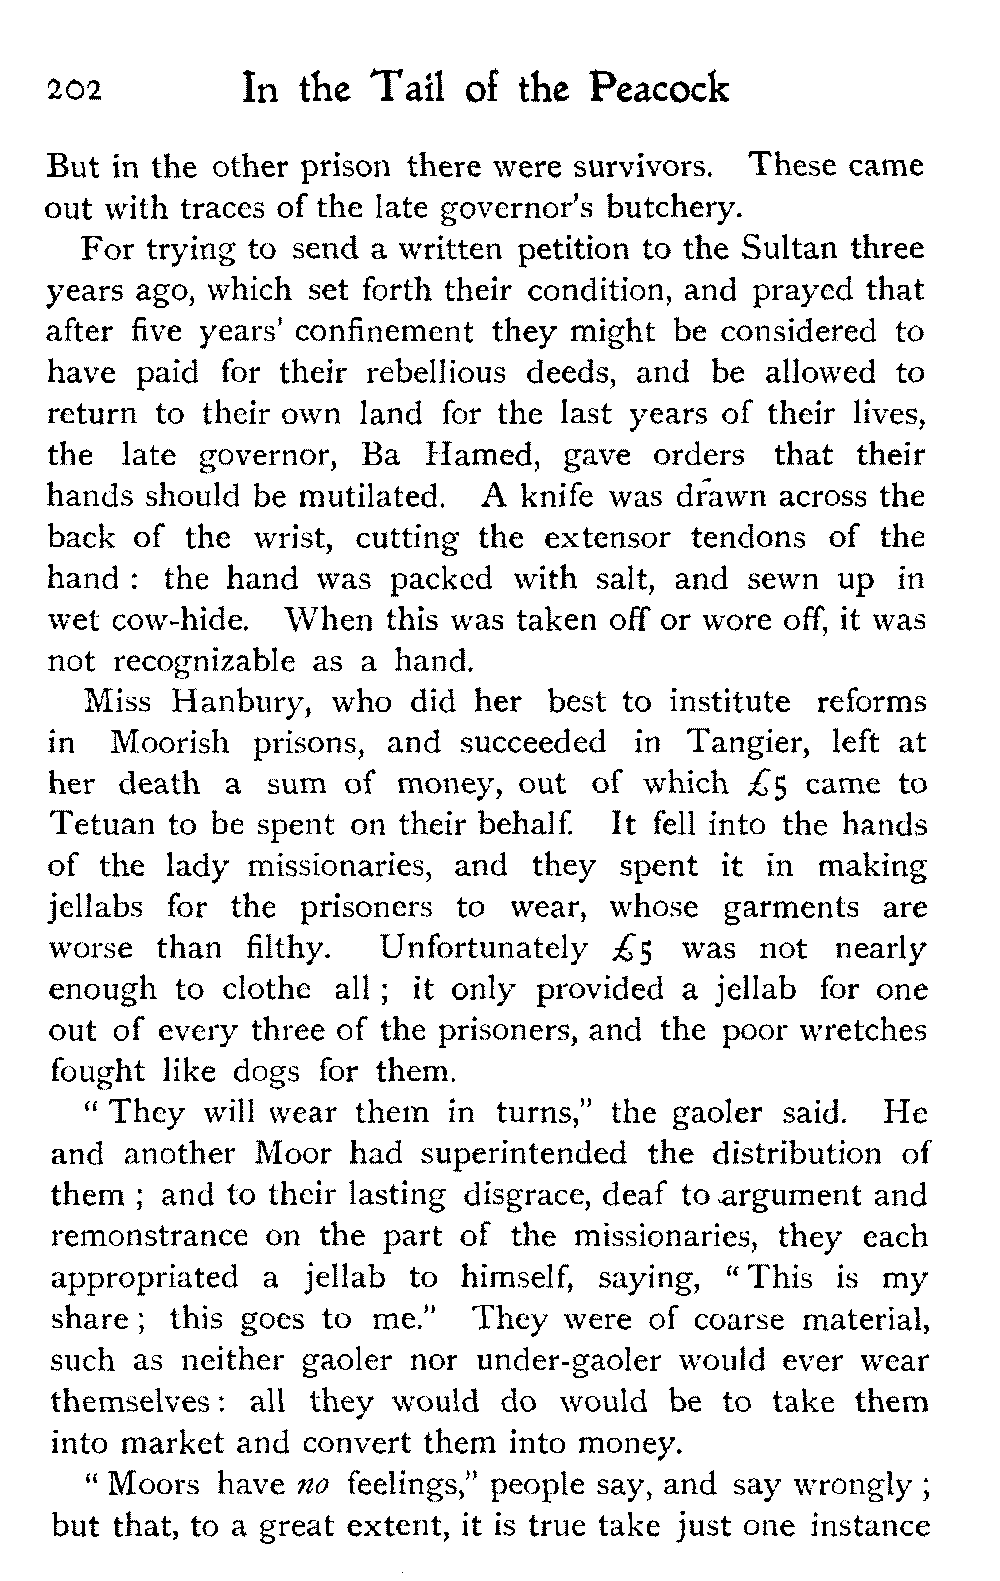 202 In the Tail of the Peacock
But in the other prison there were survivors. These came
out with traces of the late governor's butchery.
For trying to send a written petition to the Sultan three
years ago, which set forth their condition, and prayed that
after five years' confinement they might be considered to
have paid for their rebellious deeds, and be allowed to
return to their own land for the last years of their lives,
the late governor, Ba Hamed, gave orders that their
hands should be mutilated. A knife was drawn across the
back of the wrist, cutting the extensor tendons of the
hand : the hand was packed with salt, and sewn up in
wet cow-hide. When this was taken off or wore off, it was
not recognizable as a hand.
Miss Hanbury, who did her best to institute reforms
in Moorish prisons, and succeeded in Tangier, left at
her death a sum of money, out of which £5 came to
Tetuan to be spent on their behalf. It fell into the hands
of the lady missionaries, and they spent it in making
jellabs for the prisoners to wear, whose garments are
worse than filthy. Unfortunately £5 was not nearly
enough to clothe all ; it only provided a jellab for one
out of every three of the prisoners, and the poor wretches
fought like dogs for them.
" They will wear them in turns," the gaoler said. He
and another Moor had superintended the distribution of
them ; and to their lasting disgrace, deaf to argument and
remonstrance on the part of the missionaries, they each
appropriated a jellab to himself, saying, " This is my
share ; this goes to me." They were of coarse material,
such as neither gaoler nor under-gaoler would ever wear
themselves : all they would do would be to take them
into market and convert them into money.
" Moors have no feelings," people say, and say wrongly ;
but that, to a great extent, it is true take just one instance